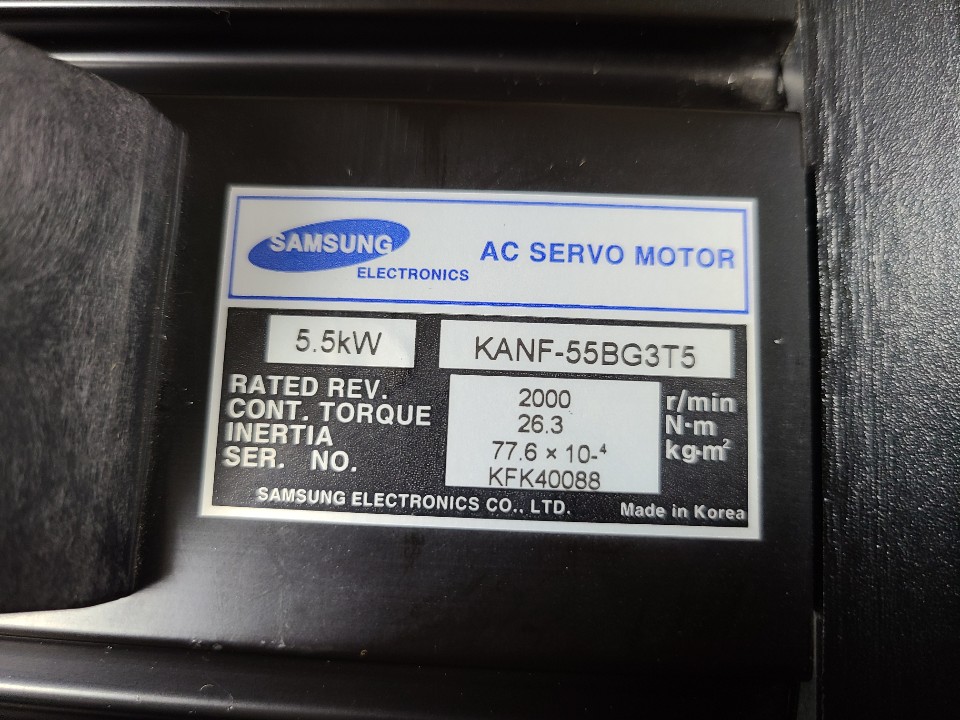 SAMSUNG
ELECTRONICS
AC SERVO MOTOR
5.5kW KANF-55BG3T5
RATED REV. 2000 r/min
CONT. TORQUE 26.3 N·m
INERTIA 77.6 × 10-⁴ kg·m²
SER. NO. KFK40088
SAMSUNG ELECTRONICS CO., LTD. Made in Korea